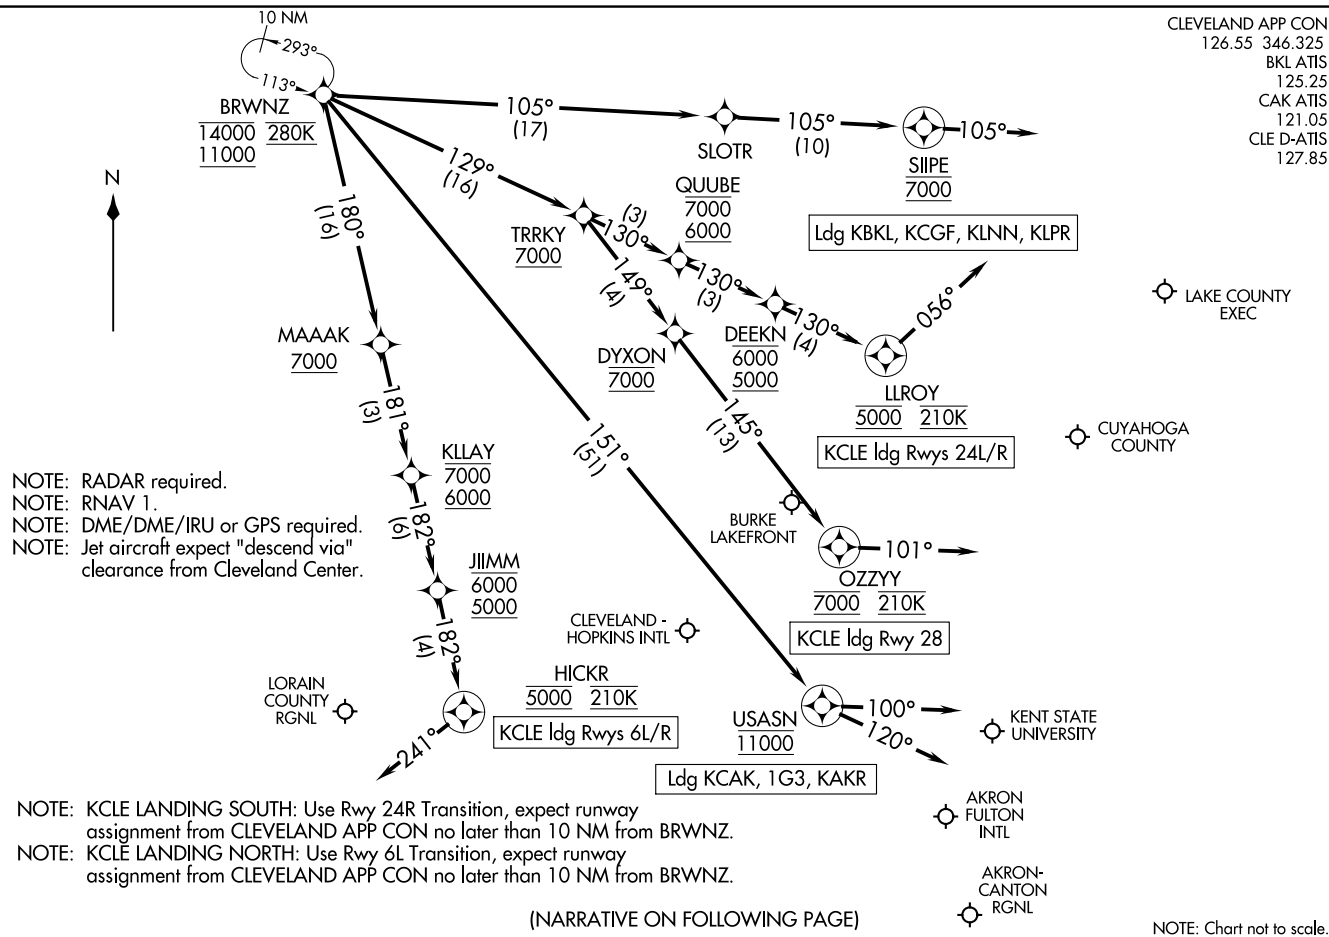 10 NM
293°
113°
BRWNZ
14000 280K
11000
CLEVELAND APP CON
126.55 346.325
BKL ATIS
125.25
CAK ATIS
121.05
CLE D-ATIS
127.85
105°
(17)
SLOTR
105°
(10)
105°
SIIPE
7000
Ldg KBKL, KCGF, KLNN, KLPR
N
180°
(16)
129°
(16)
TRRKY
7000
(3)
130°
QUUBE
7000
6000
130°
(3)
149°
(4)
DEEKN
6000
5000
130°
(4)
056°
LLROY
5000 210K
KCLE ldg Rwys 24L/R
LAKE COUNTY
EXEC
CUYAHOGA
COUNTY
MAAAK
7000
DYXON
7000
145°
(13)
151°
(51)
181°
(3)
KLLAY
7000
6000
182°
(6)
NOTE: RADAR required.
NOTE: RNAV 1.
NOTE: DME/DME/IRU or GPS required.
NOTE: Jet aircraft expect "descend via"
clearance from Cleveland Center.
BURKE
LAKEFRONT
101°
OZZYY
7000 210K
KCLE ldg Rwy 28
JIIMM
6000
5000
182°
(4)
CLEVELAND -
HOPKINS INTL
HICKR
5000 210K
KCLE ldg Rwys 6L/R
LORAIN
COUNTY
RGNL
241°
USASN
11000
100°
120°
Ldg KCAK, 1G3, KAKR
KENT STATE
UNIVERSITY
AKRON
FULTON
INTL
AKRON-
CANTON
RGNL
NOTE: KCLE LANDING SOUTH: Use Rwy 24R Transition, expect runway
assignment from CLEVELAND APP CON no later than 10 NM from BRWNZ.
NOTE: KCLE LANDING NORTH: Use Rwy 6L Transition, expect runway
assignment from CLEVELAND APP CON no later than 10 NM from BRWNZ.
(NARRATIVE ON FOLLOWING PAGE)
NOTE: Chart not to scale.